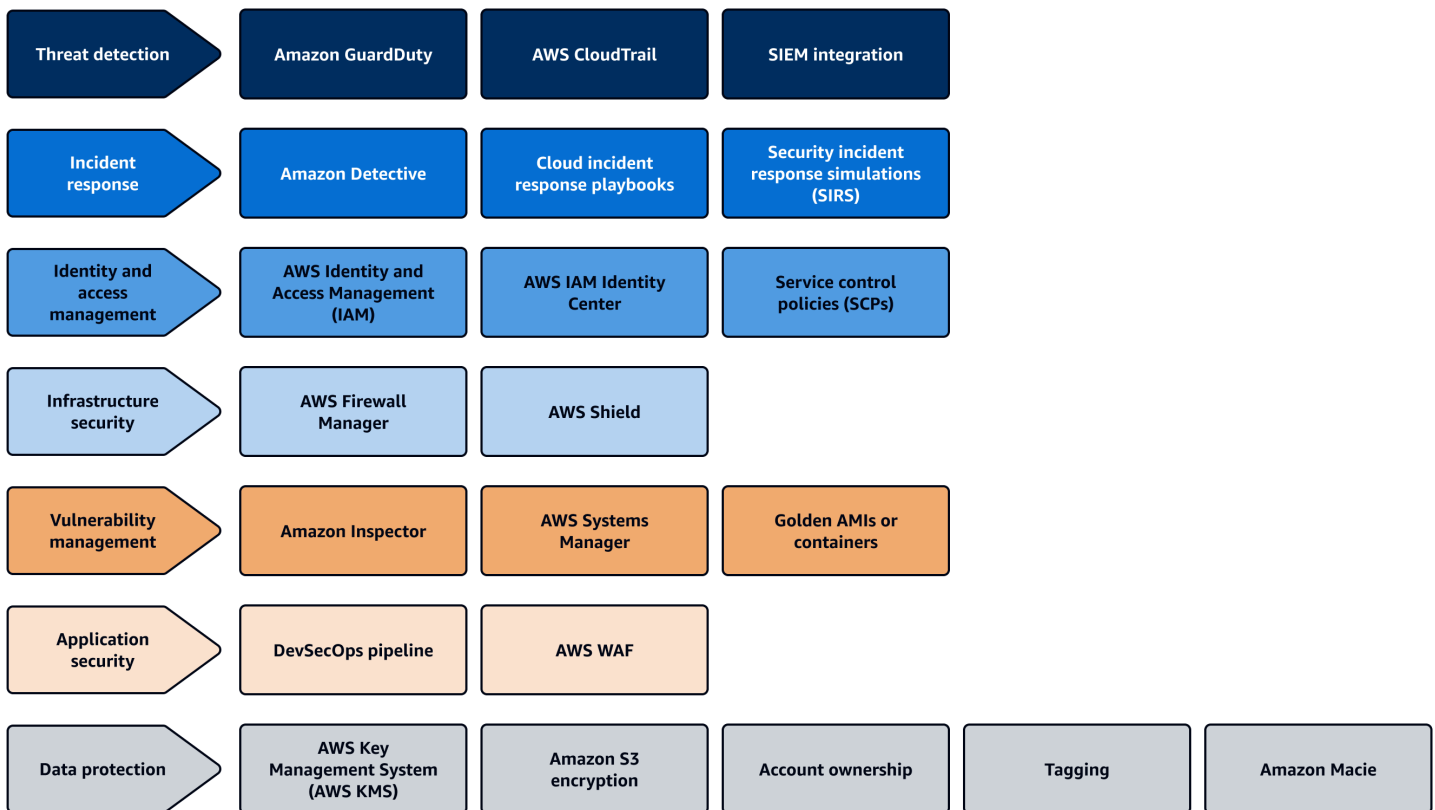 Threat detection
Amazon GuardDuty
AWS CloudTrail
SIEM integration
Incident
response
Amazon Detective
Cloud incident
response playbooks
Security incident
response simulations
(SIRS)
Identity and
access
management
AWS Identity and
Access Management
(IAM)
AWS IAM Identity
Center
Service control
policies (SCPs)
Infrastructure
security
AWS Firewall
Manager
AWS Shield
Vulnerability
management
Amazon Inspector
AWS Systems
Manager
Golden AMIs or
containers
Application
security
DevSecOps pipeline
AWS WAF
Data protection
AWS Key
Management System
(AWS KMS)
Amazon S3
encryption
Account ownership
Tagging
Amazon Macie